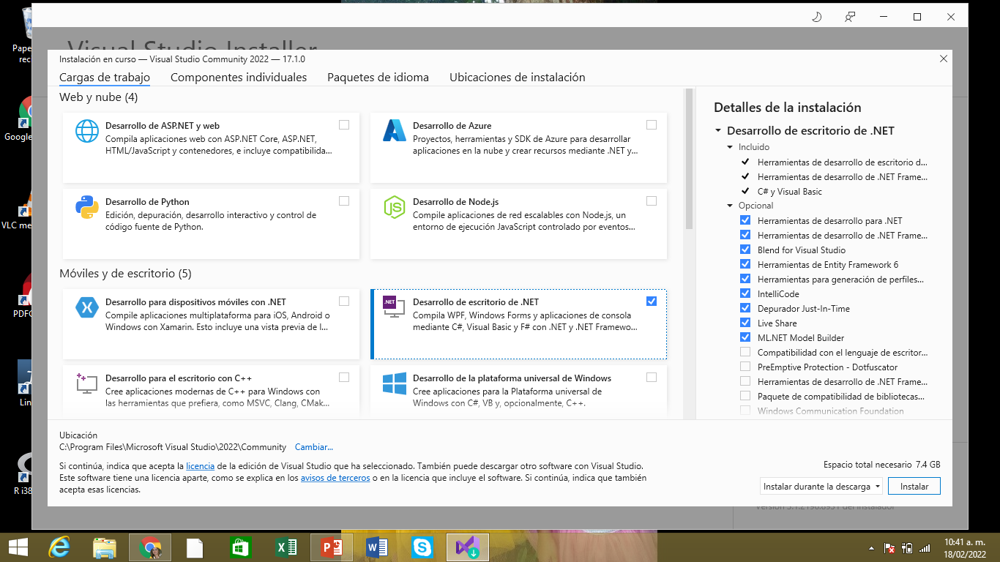 Visual Studio Installer
Instalación en curso — Visual Studio Community 2022 — 17.1.0
Cargas de trabajo Componentes individuales Paquetes de idioma Ubicaciones de instalación
Web y nube (4)
Desarrollo de ASP.NET y web
Compila aplicaciones web con ASP.NET Core, ASP.NET,
HTML/JavaScript y contenedores, e incluye compatibilida...
Desarrollo de Azure
Proyectos, herramientas y SDK de Azure para desarrollar
aplicaciones en la nube y crear recursos mediante .NET y...
Desarrollo de Python
Edición, depuración, desarrollo interactivo y control de
código fuente de Python.
Desarrollo de Node.js
Compile aplicaciones de red escalables con Node.js, un
entorno de ejecución JavaScript controlado por eventos...
Móviles y de escritorio (5)
Desarrollo para dispositivos móviles con .NET
Compile aplicaciones multiplataforma para iOS, Android o
Windows con Xamarin. Esto incluye una vista previa de l...
.NET
Desarrollo de escritorio de .NET
Compila WPF, Windows Forms y aplicaciones de consola
mediante C#, Visual Basic y F# con .NET y .NET Framewo...
Desarrollo para el escritorio con C++
Cree aplicaciones modernas de C++ para Windows con
las herramientas que prefiera, como MSVC, Clang, CMak...
Desarrollo de la plataforma universal de Windows
Cree aplicaciones para la Plataforma universal de
Windows con C#, VB y, opcionalmente, C++.
Detalles de la instalación
Desarrollo de escritorio de .NET
Incluido
Herramientas de desarrollo de escritorio d...
Herramientas de desarrollo de .NET Frame...
C# y Visual Basic
Opcional
Herramientas de desarrollo para .NET
Herramientas de desarrollo de .NET Frame...
Blend for Visual Studio
Herramientas de Entity Framework 6
Herramientas para generación de perfiles...
IntelliCode
Depurador Just-In-Time
Live Share
ML.NET Model Builder
Compatibilidad con el lenguaje de escritor...
PreEmptive Protection - Dotfuscator
Herramientas de desarrollo de .NET Frame...
Paquete de compatibilidad de bibliotecas...
Windows Communication Foundation
Ubicación
C:\Program Files\Microsoft Visual Studio\2022\Community Cambiar...
Si continúa, indica que acepta la licencia de la edición de Visual Studio que ha seleccionado. También puede descargar otro software con Visual Studio.
Este software tiene una licencia aparte, como se explica en los avisos de terceros o en la licencia que incluye el software. Si continúa, indica que también
acepta esas licencias.
Espacio total necesario 7.4 GB
Instalar durante la descarga Instalar
Pape
rec
Google
VLC me
PDFC
Lin
R i38
10:41 a. m.
18/02/2022